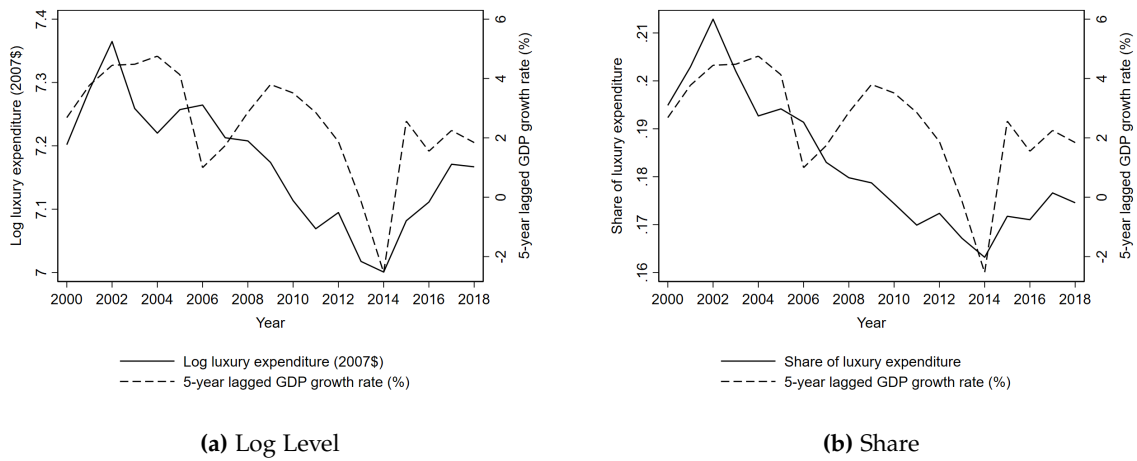 7.4
7.3
7.2
7.1
7
Log luxury expenditure (2007$)
6
4
2
0
-2
5-year lagged GDP growth rate (%)
2000 2002 2004 2006 2008 2010 2012 2014 2016 2018
Year
Log luxury expenditure (2007$)
5-year lagged GDP growth rate (%)
(a) Log Level
.21
.2
.19
.18
.17
.16
Share of luxury expenditure
6
4
2
0
-2
5-year lagged GDP growth rate (%)
2000 2002 2004 2006 2008 2010 2012 2014 2016 2018
Year
Share of luxury expenditure
5-year lagged GDP growth rate (%)
(b) Share